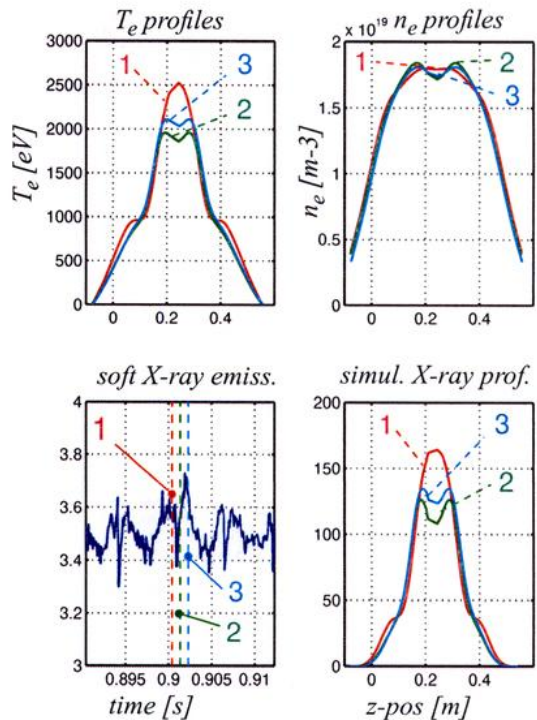 T_e profiles
3000
2500
2000
1500
1000
500
0
T_e [eV]
1
3
2
0 0.2 0.4
x 10^19 n_e profiles
2
1.5
1
0.5
0
n_e [m-3]
1
2
3
0 0.2 0.4
soft X-ray emiss.
4
3.8
3.6
3.4
3.2
3
1
3
2
0.895 0.9 0.905 0.91
time [s]
simul. X-ray prof.
200
150
100
50
0
1
3
2
0 0.2 0.4
z-pos [m]